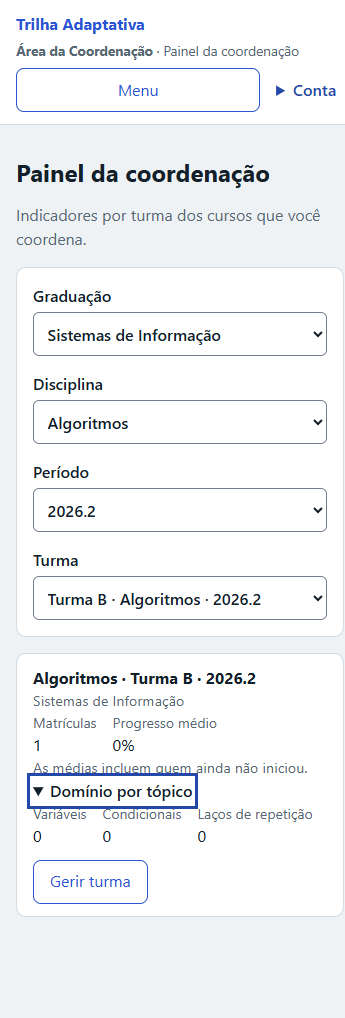 Trilha Adaptativa
Área da Coordenação · Painel da coordenação
Menu
▶ Conta
Painel da coordenação
Indicadores por turma dos cursos que você
coordena.
Graduação
Sistemas de Informação
Disciplina
Algoritmos
Período
2026.2
Turma
Turma B · Algoritmos · 2026.2
Algoritmos · Turma B · 2026.2
Sistemas de Informação
Matrículas Progresso médio
1 0%
As médias incluem quem ainda não iniciou.
▼ Domínio por tópico
Variáveis Condicionais Laços de repetição
0 0 0
Gerir turma